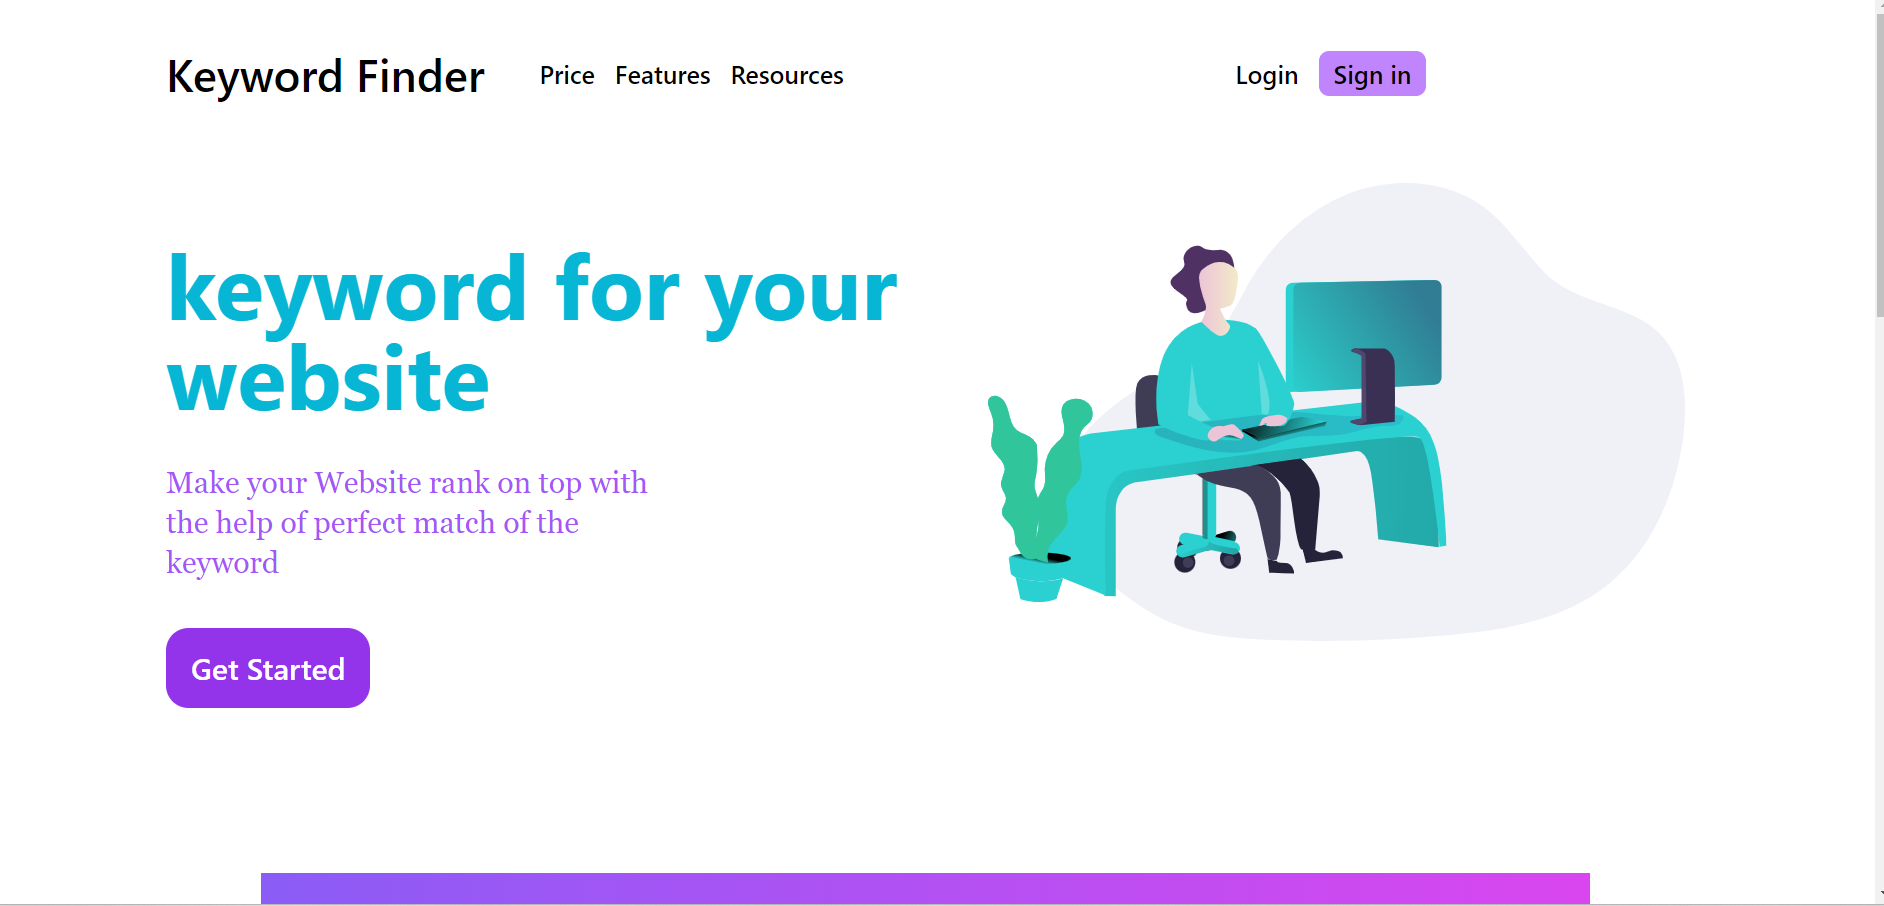 Keyword Finder Price Features Resources Login Sign in
keyword for your
website
Make your Website rank on top with
the help of perfect match of the
keyword
Get Started